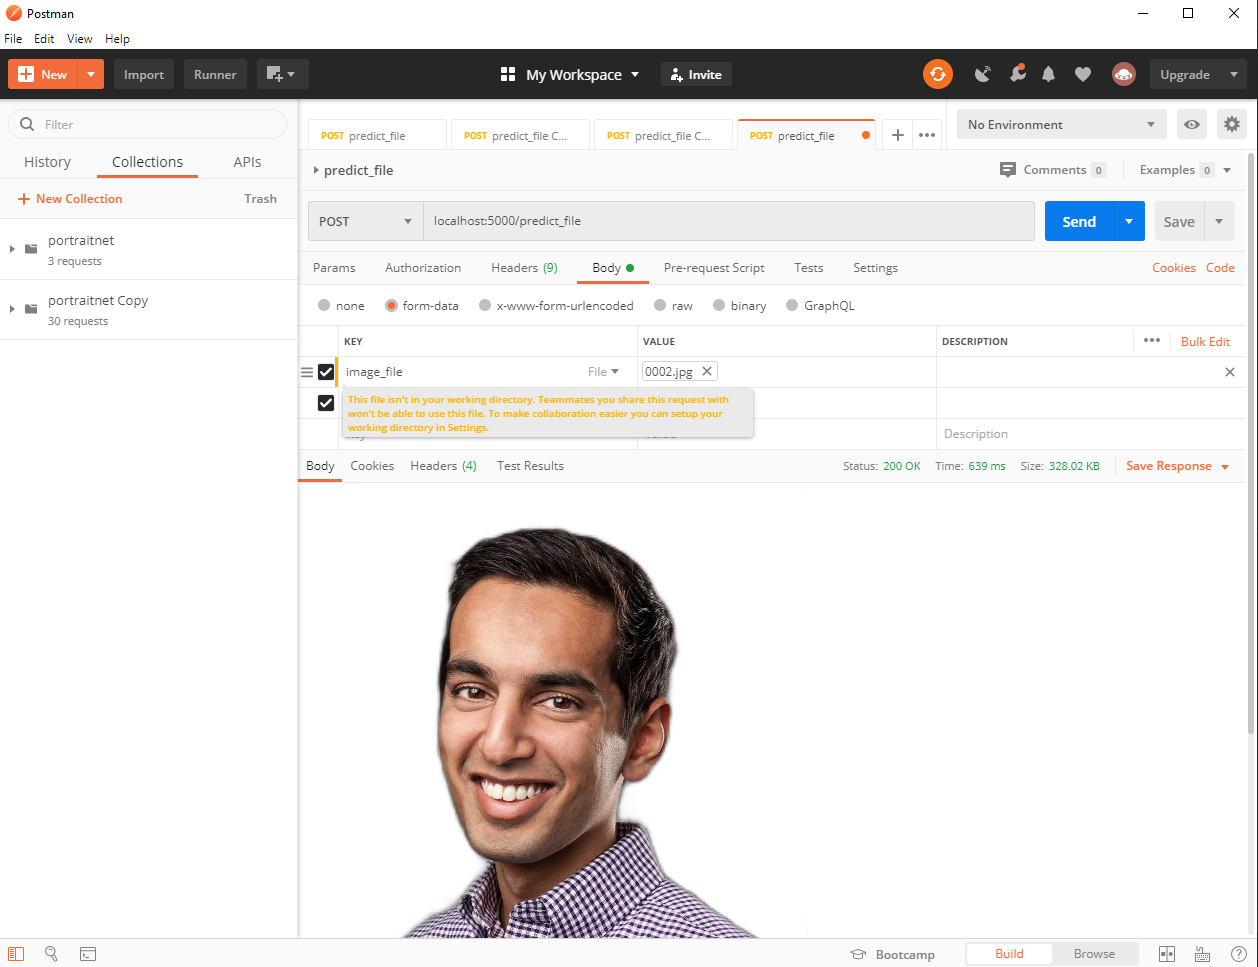 Postman
File Edit View Help
New Import Runner My Workspace Invite Upgrade
Filter
History Collections APIs
New Collection Trash
portraitnet
3 requests
portraitnet Copy
30 requests
POST predict_file POST predict_file C... POST predict_file C... POST predict_file
No Environment
predict_file Comments 0 Examples 0
POST localhost:5000/predict_file Send Save
Params Authorization Headers (9) Body Pre-request Script Tests Settings Cookies Code
none form-data x-www-form-urlencoded raw binary GraphQL
KEY VALUE DESCRIPTION Bulk Edit
image_file File 0002.jpg
This file isn't in your working directory. Teammates you share this request with
won't be able to use this file. To make collaboration easier you can setup your
working directory in Settings.
Description
Body Cookies Headers (4) Test Results Status: 200 OK Time: 639 ms Size: 328.02 KB Save Response
Bootcamp Build Browse